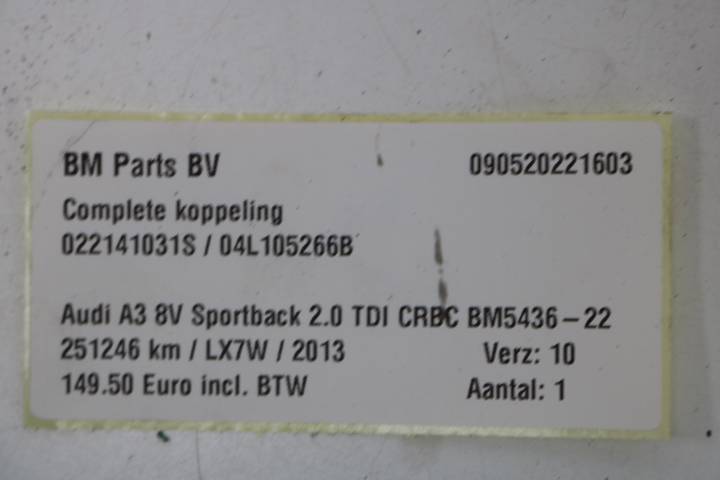 BM Parts BV 090520221603
Complete koppeling
022141031S / 04L105266B
Audi A3 8V Sportback 2.0 TDI CRBC BM5436-22
251246 km / LX7W / 2013 Verz: 10
149.50 Euro incl. BTW Aantal: 1